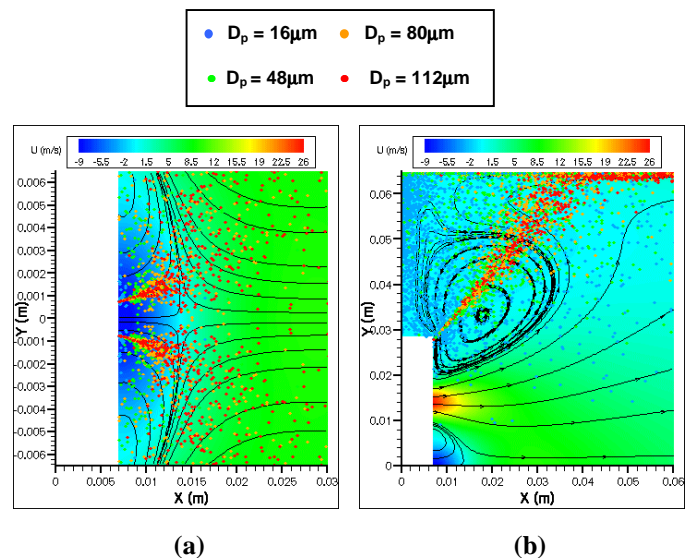 Dp = 16μm Dp = 80μm
Dp = 48μm Dp = 112μm
U (m/s)
-9 -5.5 -2 1.5 5 8.5 12 15.5 19 22.5 26
0.006
0.005
0.004
0.003
0.002
0.001
0
-0.001
-0.002
-0.003
-0.004
-0.005
-0.006
Y (m)
0 0.005 0.01 0.015 0.02 0.025 0.03
X (m)
U (m/s)
-9 -5.5 -2 1.5 5 8.5 12 15.5 19 22.5 26
0.06
0.05
0.04
0.03
0.02
0.01
0
Y (m)
0 0.01 0.02 0.03 0.04 0.05 0.06
X (m)
(a) (b)